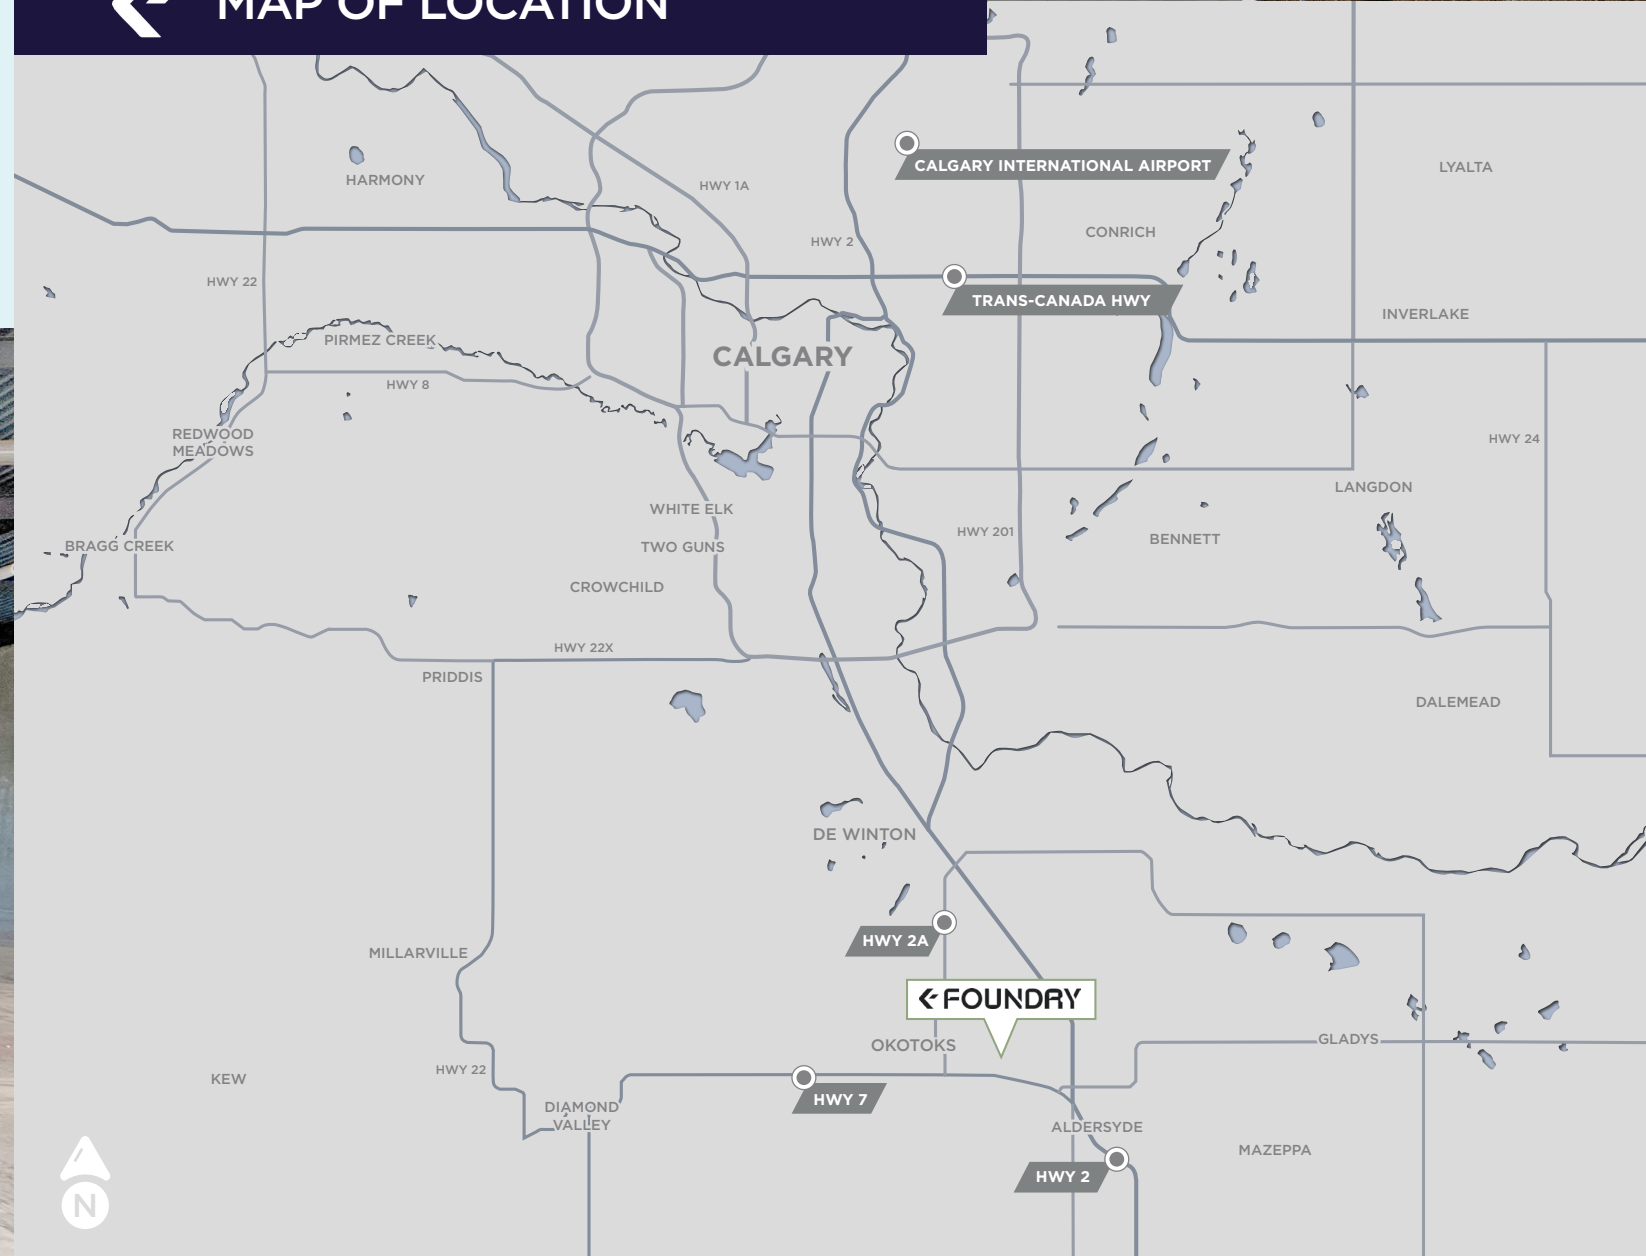 MAP OF LOCATION
CALGARY INTERNATIONAL AIRPORT
LYALTA
HARMONY
HWY 1A
CONRICH
HWY 2
HWY 22
TRANS-CANADA HWY
INVERLAKE
PIRMEZ CREEK
CALGARY
HWY 8
REDWOOD
MEADOWS
HWY 24
LANGDON
WHITE ELK
HWY 201
BENNETT
BRAGG CREEK
TWO GUNS
CROWCHILD
HWY 22X
PRIDDIS
DALEMEAD
DE WINTON
HWY 2A
MILLARVILLE
FOUNDRY
GLADYS
OKOTOKS
HWY 22
KEW
HWY 7
DIAMOND
VALLEY
ALDERSYDE
MAZEPPA
HWY 2
N